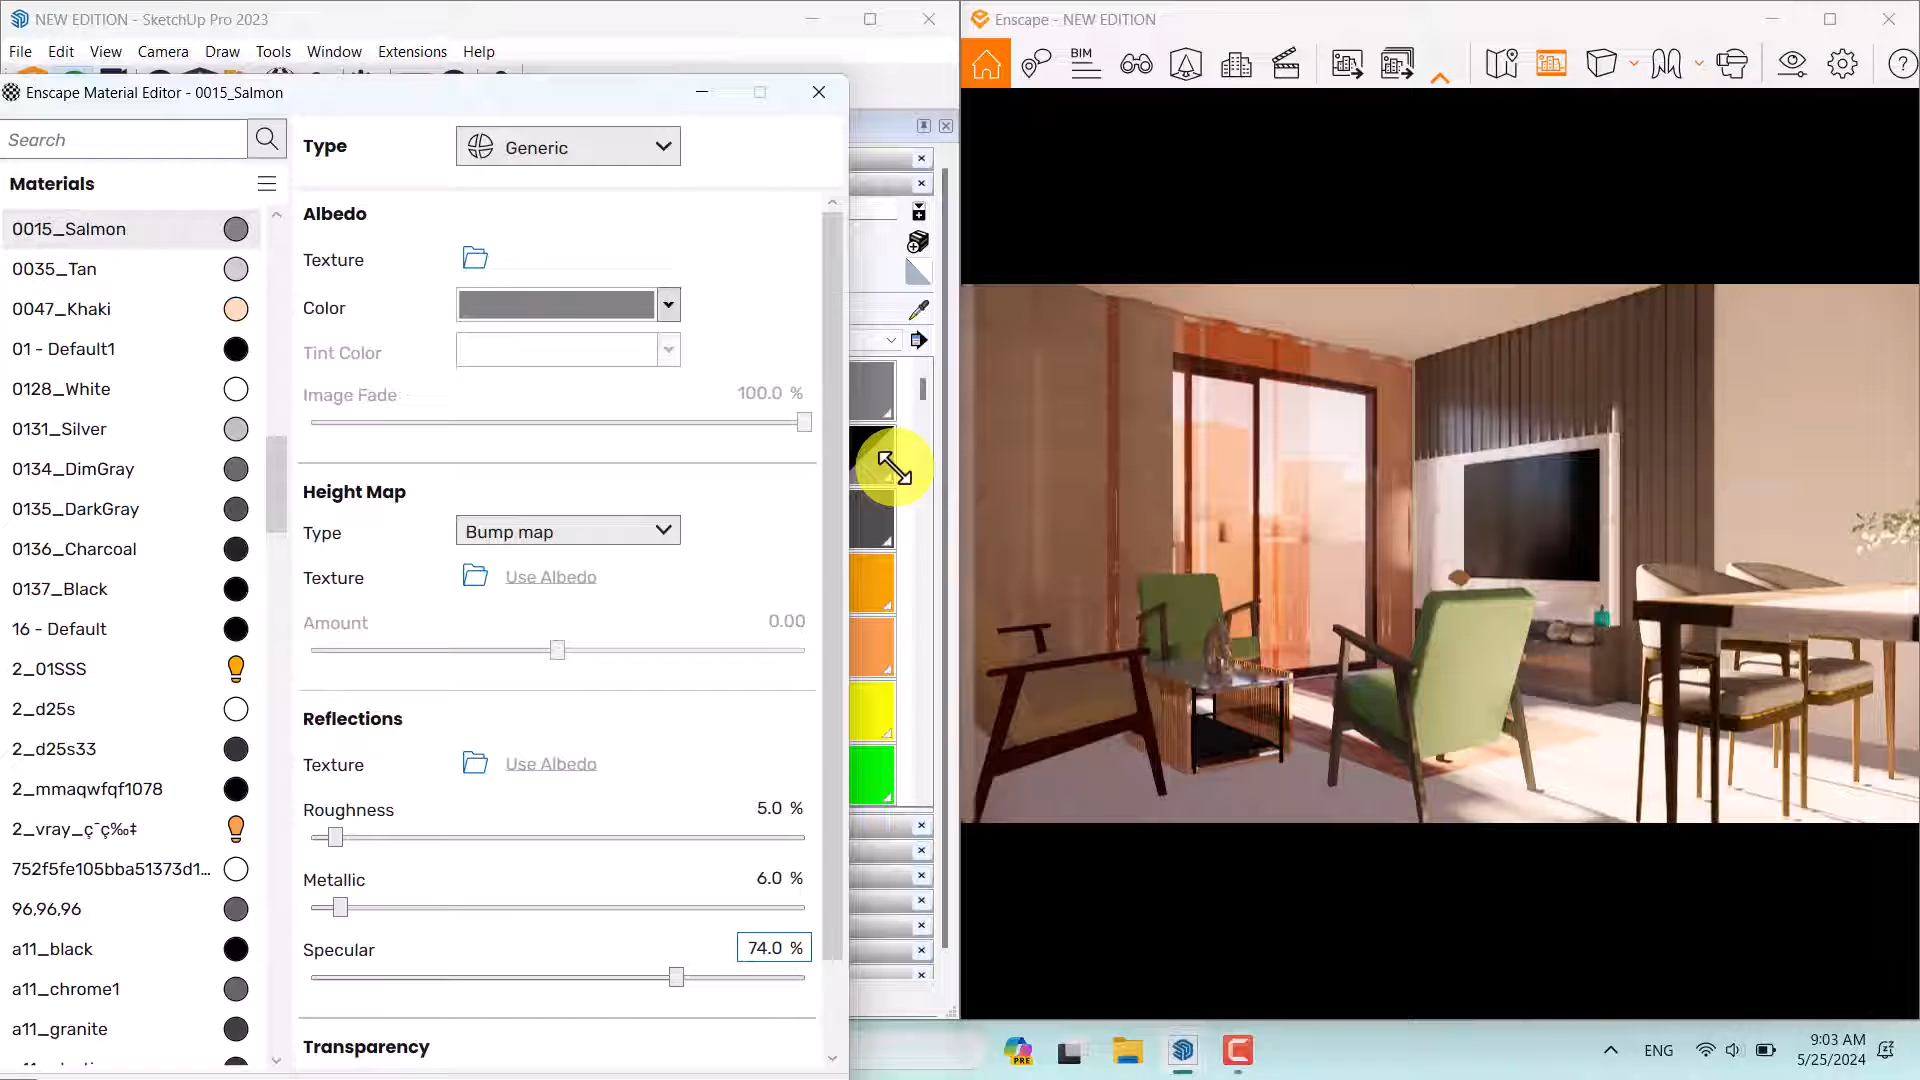 NEW EDITION - SketchUp Pro 2023
File Edit View Camera Draw Tools Window Extensions Help
Enscape Material Editor - 0015_Salmon
Search
Materials
0015_Salmon
0035_Tan
0047_Khaki
01 - Default1
0128_White
0131_Silver
0134_DimGray
0135_DarkGray
0136_Charcoal
0137_Black
16 - Default
2_01SSS
2_d25s
2_d25s33
2_mmaqwfqf1078
2_vray_ç¯ç‰‡
752f5fe105bba51373d1...
96,96,96
a11_black
a11_chrome1
a11_granite
Type Generic
Albedo
Texture
Color
Tint Color
Image Fade 100.0 %
Height Map
Type Bump map
Texture Use Albedo
Amount 0.00
Reflections
Texture Use Albedo
Roughness 5.0 %
Metallic 6.0 %
Specular 74.0 %
Transparency
Enscape - NEW EDITION
BIM
PRE
ENG
9:03 AM
5/25/2024